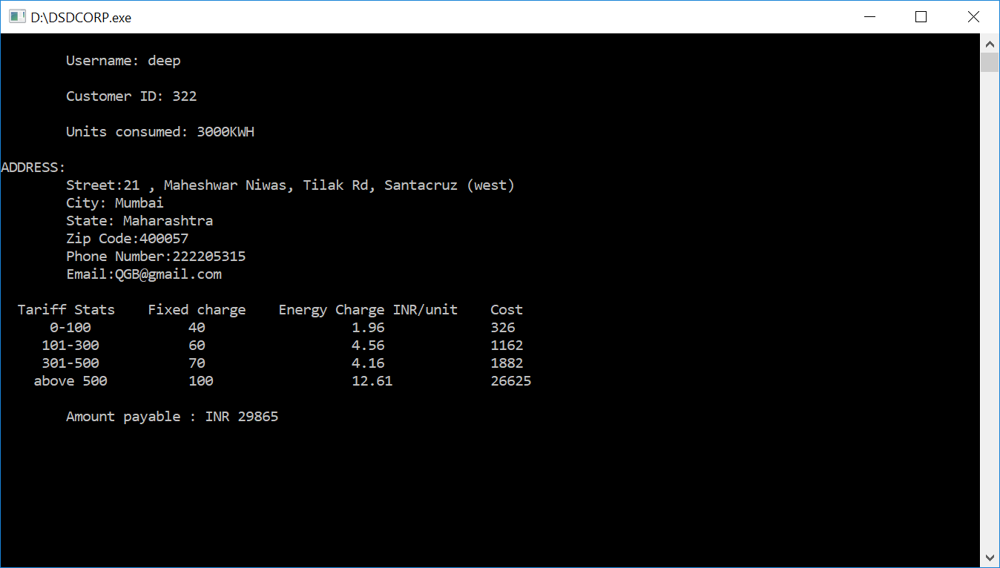 D:\DSDCORP.exe
Username: deep
Customer ID: 322
Units consumed: 3000KWH
ADDRESS:
Street:21 , Maheshwar Niwas, Tilak Rd, Santacruz (west)
City: Mumbai
State: Maharashtra
Zip Code:400057
Phone Number:222205315
Email:QGB@gmail.com
Tariff Stats Fixed charge Energy Charge INR/unit Cost
0-100 40 1.96 326
101-300 60 4.56 1162
301-500 70 4.16 1882
above 500 100 12.61 26625
Amount payable : INR 29865